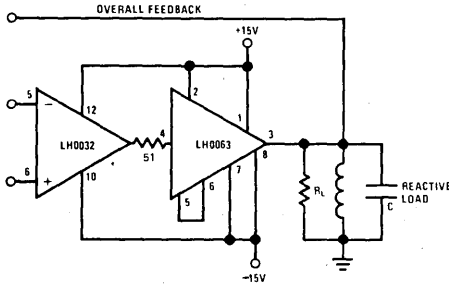 OVERALL FEEDBACK
+15V
5
12
2
1
LH0032
4
LH0063
3
51
8
6
10
7
6
5
RL
C
REACTIVE
LOAD
-15V